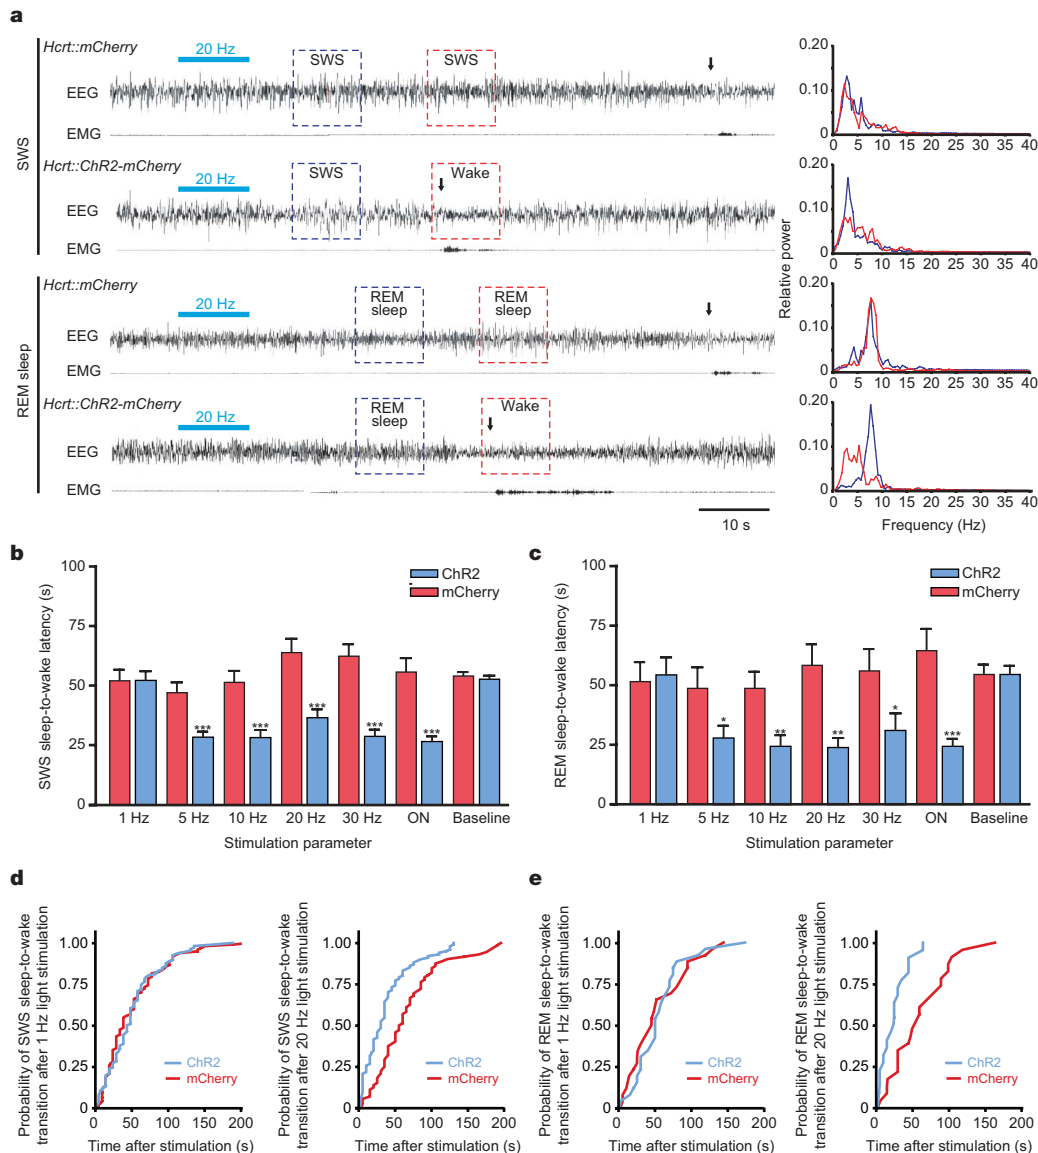 a
Hcrt::mCherry
20 Hz
SWS
SWS
EEG
EMG
Hcrt::ChR2-mCherry
20 Hz
SWS
Wake
EEG
EMG
SWS
Hcrt::mCherry
20 Hz
REM
sleep
REM
sleep
EEG
EMG
Hcrt::ChR2-mCherry
20 Hz
REM
sleep
Wake
EEG
EMG
REM sleep
10 s
0.20
0.10
0
0 5 10 15 20 25 30 40
0.20
0.10
0
0 5 10 15 20 25 30 40
0.20
0.10
0
0 5 10 15 20 25 30 40
0.20
0.10
0
0 5 10 15 20 25 30 40
Relative power
Frequency (Hz)
b
SWS sleep-to-wake latency (s)
100
75
50
25
0
ChR2
mCherry
*** *** *** *** ***
1 Hz 5 Hz 10 Hz 20 Hz 30 Hz ON Baseline
Stimulation parameter
c
REM sleep-to-wake latency (s)
100
75
50
25
0
ChR2
mCherry
* ** ** * ***
1 Hz 5 Hz 10 Hz 20 Hz 30 Hz ON Baseline
Stimulation parameter
d
Probability of SWS sleep-to-wake
transition after 1 Hz light stimulation
1.00
0.75
0.50
0.25
0
ChR2
mCherry
0 50 100 150 200
Time after stimulation (s)
Probability of SWS sleep-to-wake
transition after 20 Hz light stimulation
1.00
0.75
0.50
0.25
0
ChR2
mCherry
0 50 100 150 200
Time after stimulation (s)
e
Probability of REM sleep-to-wake
transition after 1 Hz light stimulation
1.00
0.75
0.50
0.25
0
ChR2
mCherry
0 50 100 150 200
Time after stimulation (s)
Probability of REM sleep-to-wake
transition after 20 Hz light stimulation
1.00
0.75
0.50
0.25
0
ChR2
mCherry
0 50 100 150 200
Time after stimulation (s)